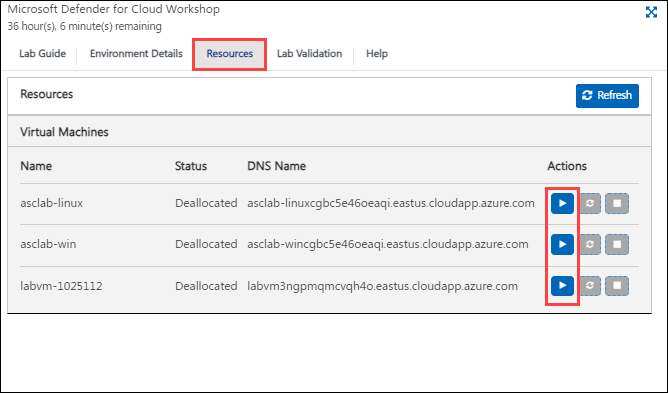 Microsoft Defender for Cloud Workshop
36 hour(s), 6 minute(s) remaining
Lab Guide Environment Details Resources Lab Validation Help
Resources Refresh
Virtual Machines
Name Status DNS Name Actions
asclab-linux Deallocated asclab-linuxcgbc5e46oeaqi.eastus.cloudapp.azure.com
asclab-win Deallocated asclab-wincgbc5e46oeaqi.eastus.cloudapp.azure.com
labvm-1025112 Deallocated labvm3ngpmqmcvqh4o.eastus.cloudapp.azure.com